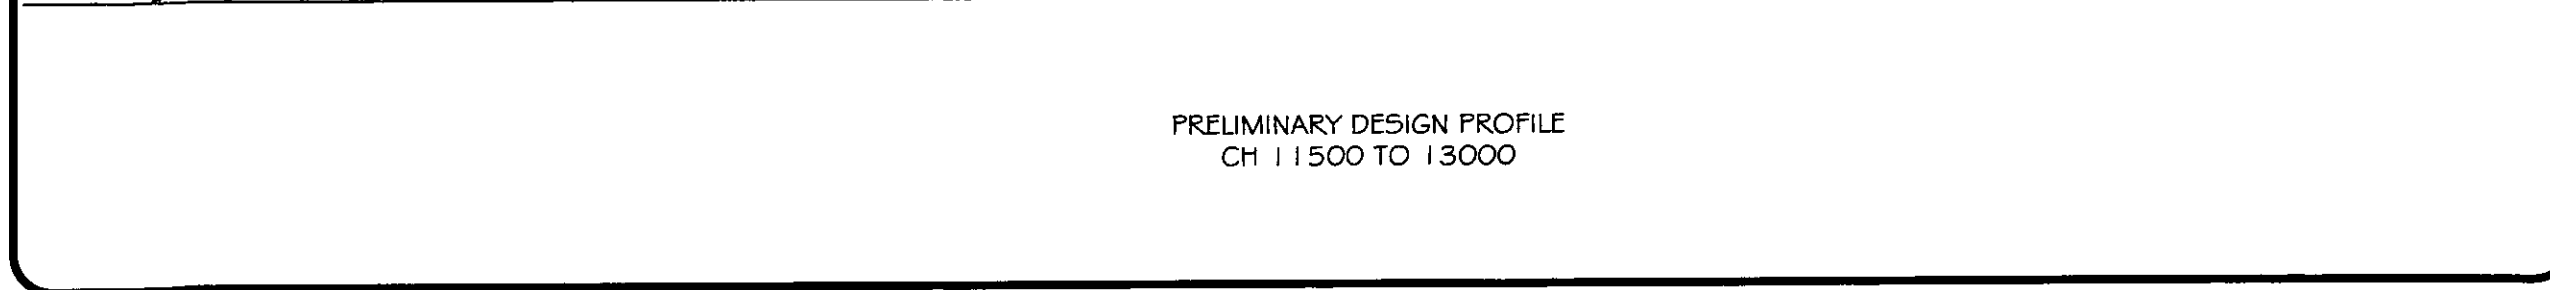 PRELIMINARY DESIGN PROFILE
CH 11500 TO 13000